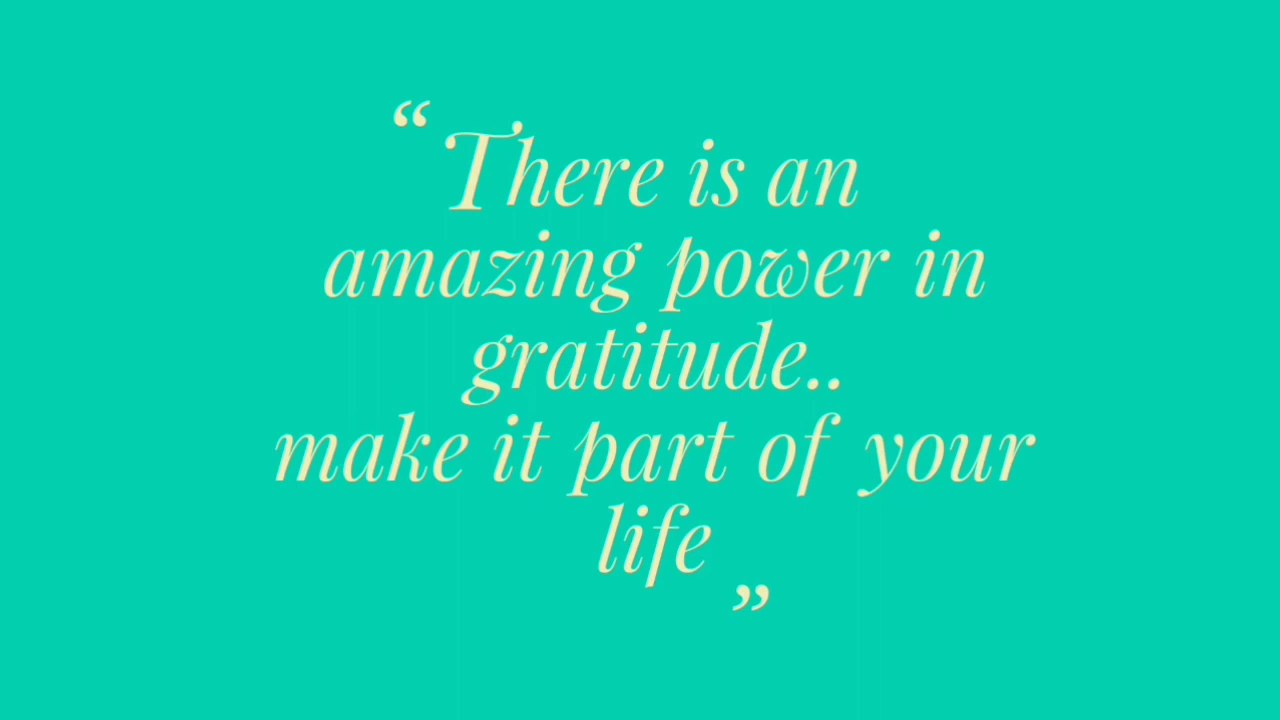 “There is an
amazing power in
gratitude..
make it part of your
life”